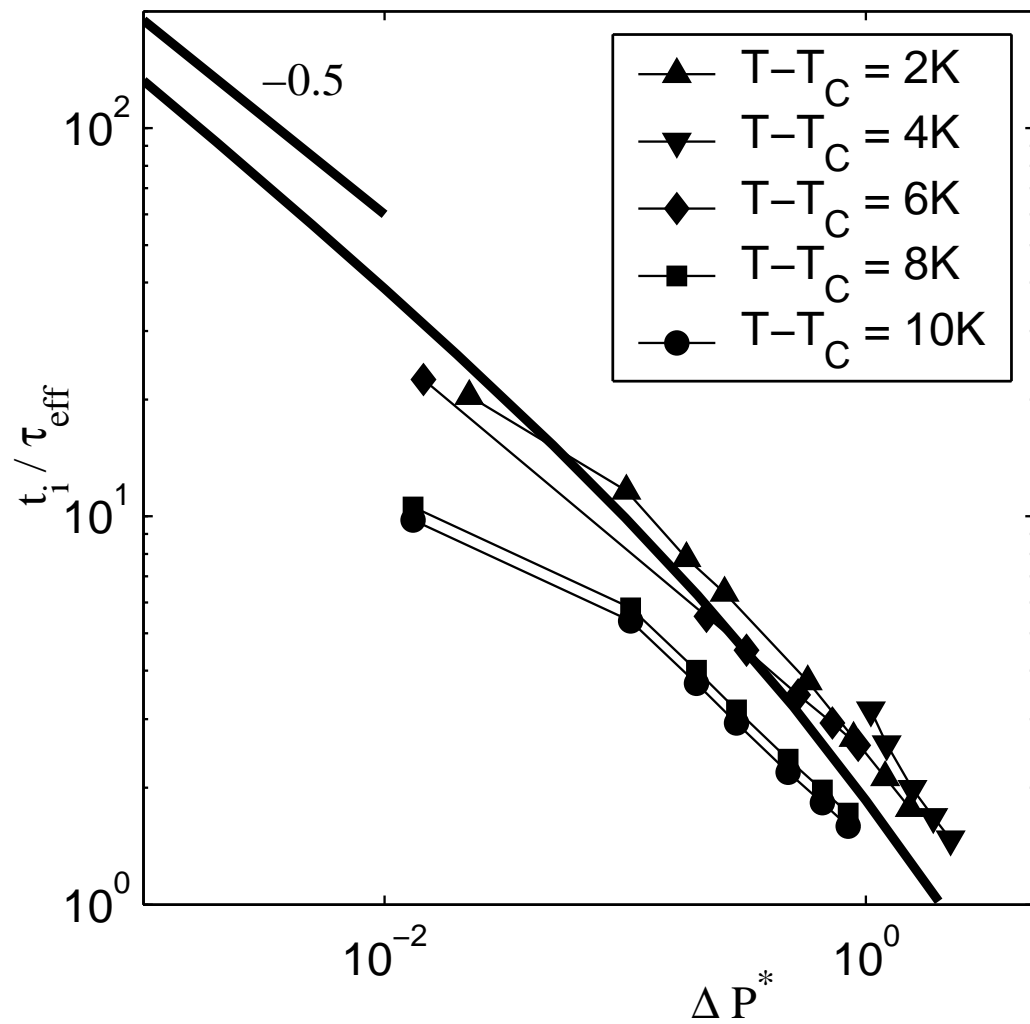 −0.5
T−T_C = 2K
T−T_C = 4K
T−T_C = 6K
T−T_C = 8K
T−T_C = 10K
10^2
10^1
10^0
t_i / τ_eff
10^−2
10^0
Δ P^*